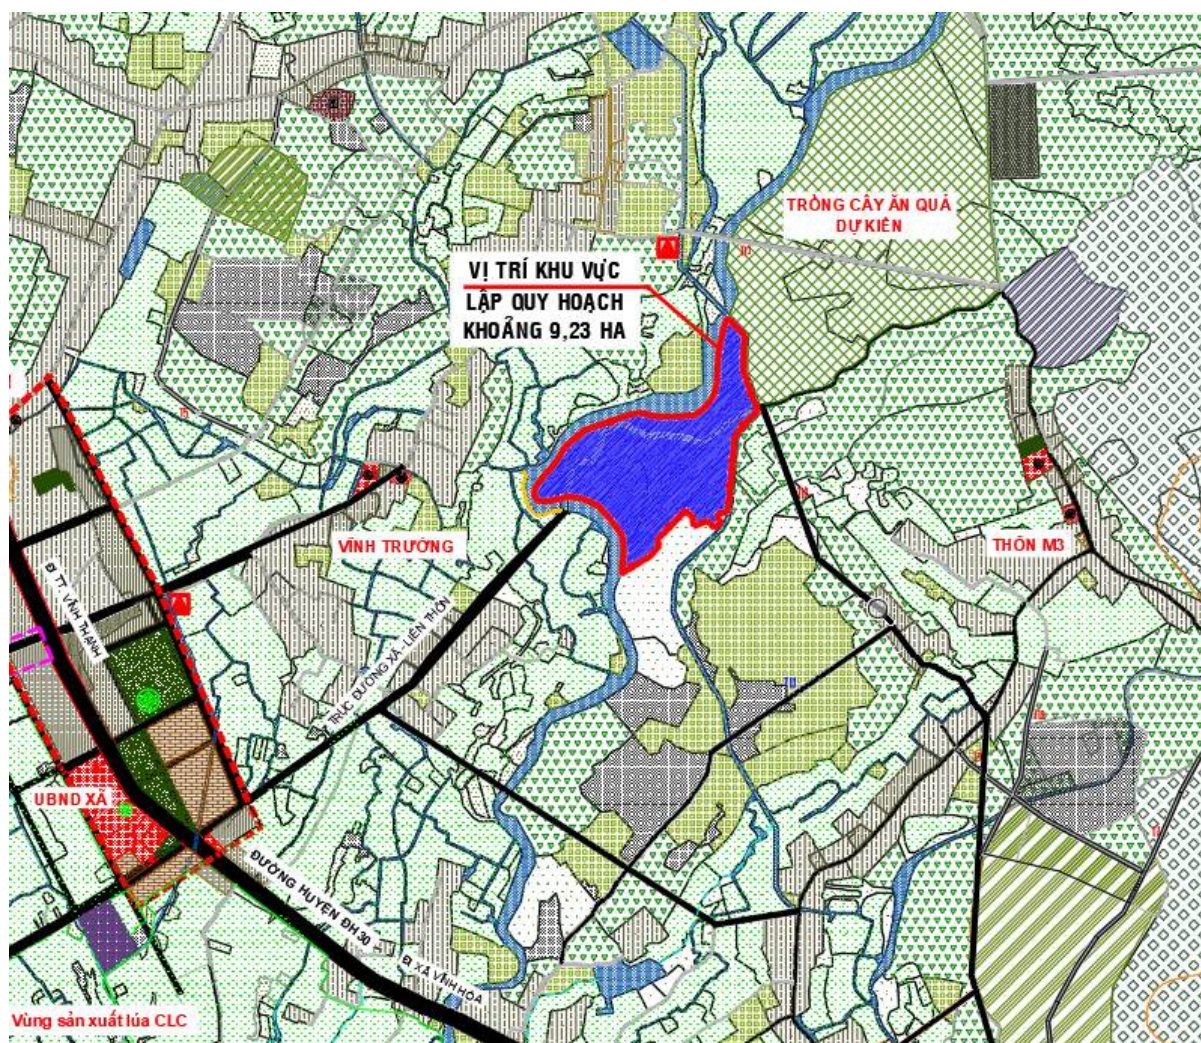 TRỒNG CÂY ĂN QUẢ
DỰ KIẾN
VỊ TRÍ KHU VỰC
LẬP QUY HOẠCH
KHOẢNG 9,23 HA
VĨNH TRƯỜNG
THÔN M3
ĐI TT. VĨNH THẠNH
TRỤC ĐƯỜNG XÃ - LIÊN THÔN
UBND XÃ
ĐƯỜNG HUYỆN ĐH 30 -
ĐI XÃ VĨNH HÒA
Vùng sản xuất lúa CLC